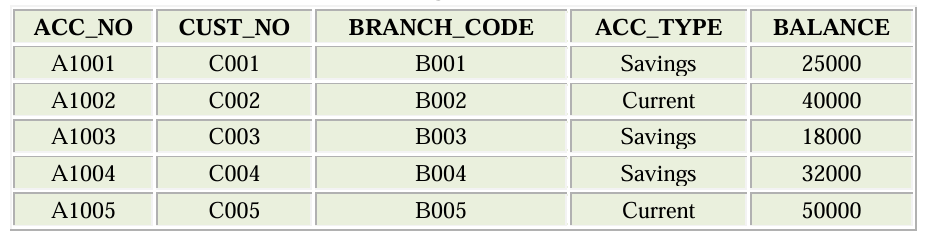 ACC_NO CUST_NO BRANCH_CODE ACC_TYPE BALANCE
A1001 C001 B001 Savings 25000
A1002 C002 B002 Current 40000
A1003 C003 B003 Savings 18000
A1004 C004 B004 Savings 32000
A1005 C005 B005 Current 50000